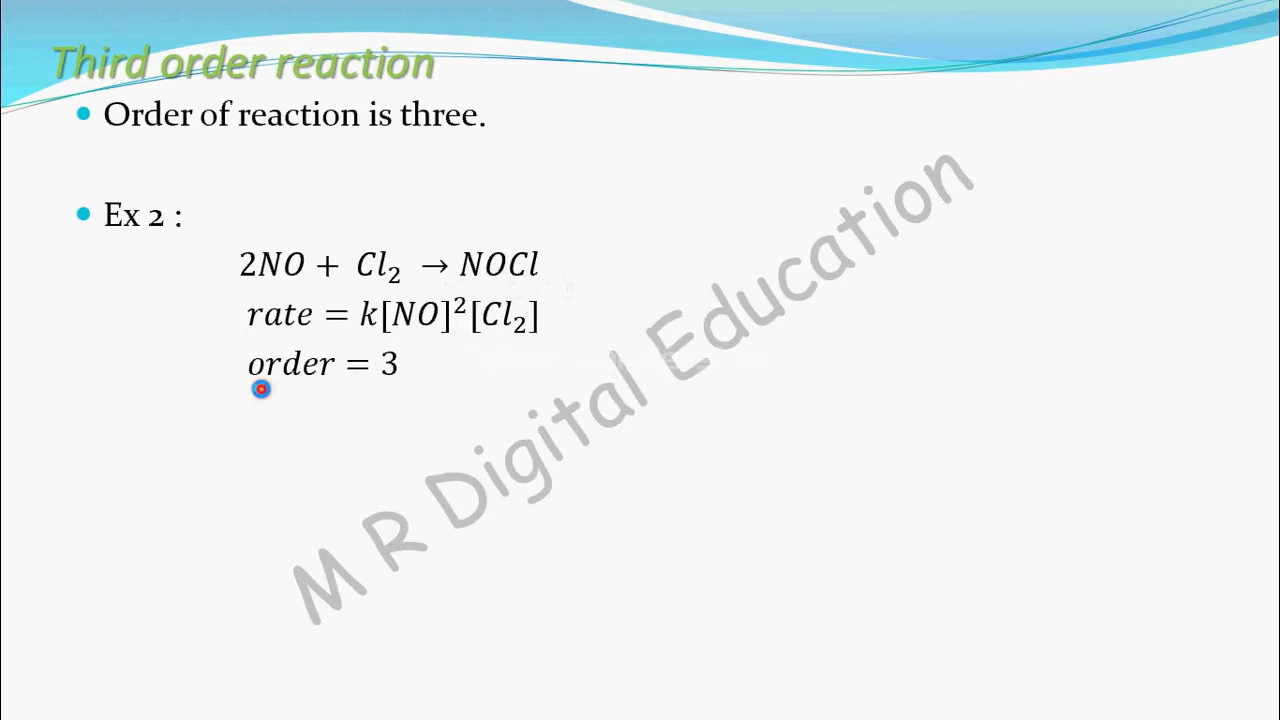 Third order reaction
• Order of reaction is three.
• Ex 2 :
2NO + Cl₂ → NOCl
rate = k[NO]²[Cl₂]
order = 3
M R Digital Education